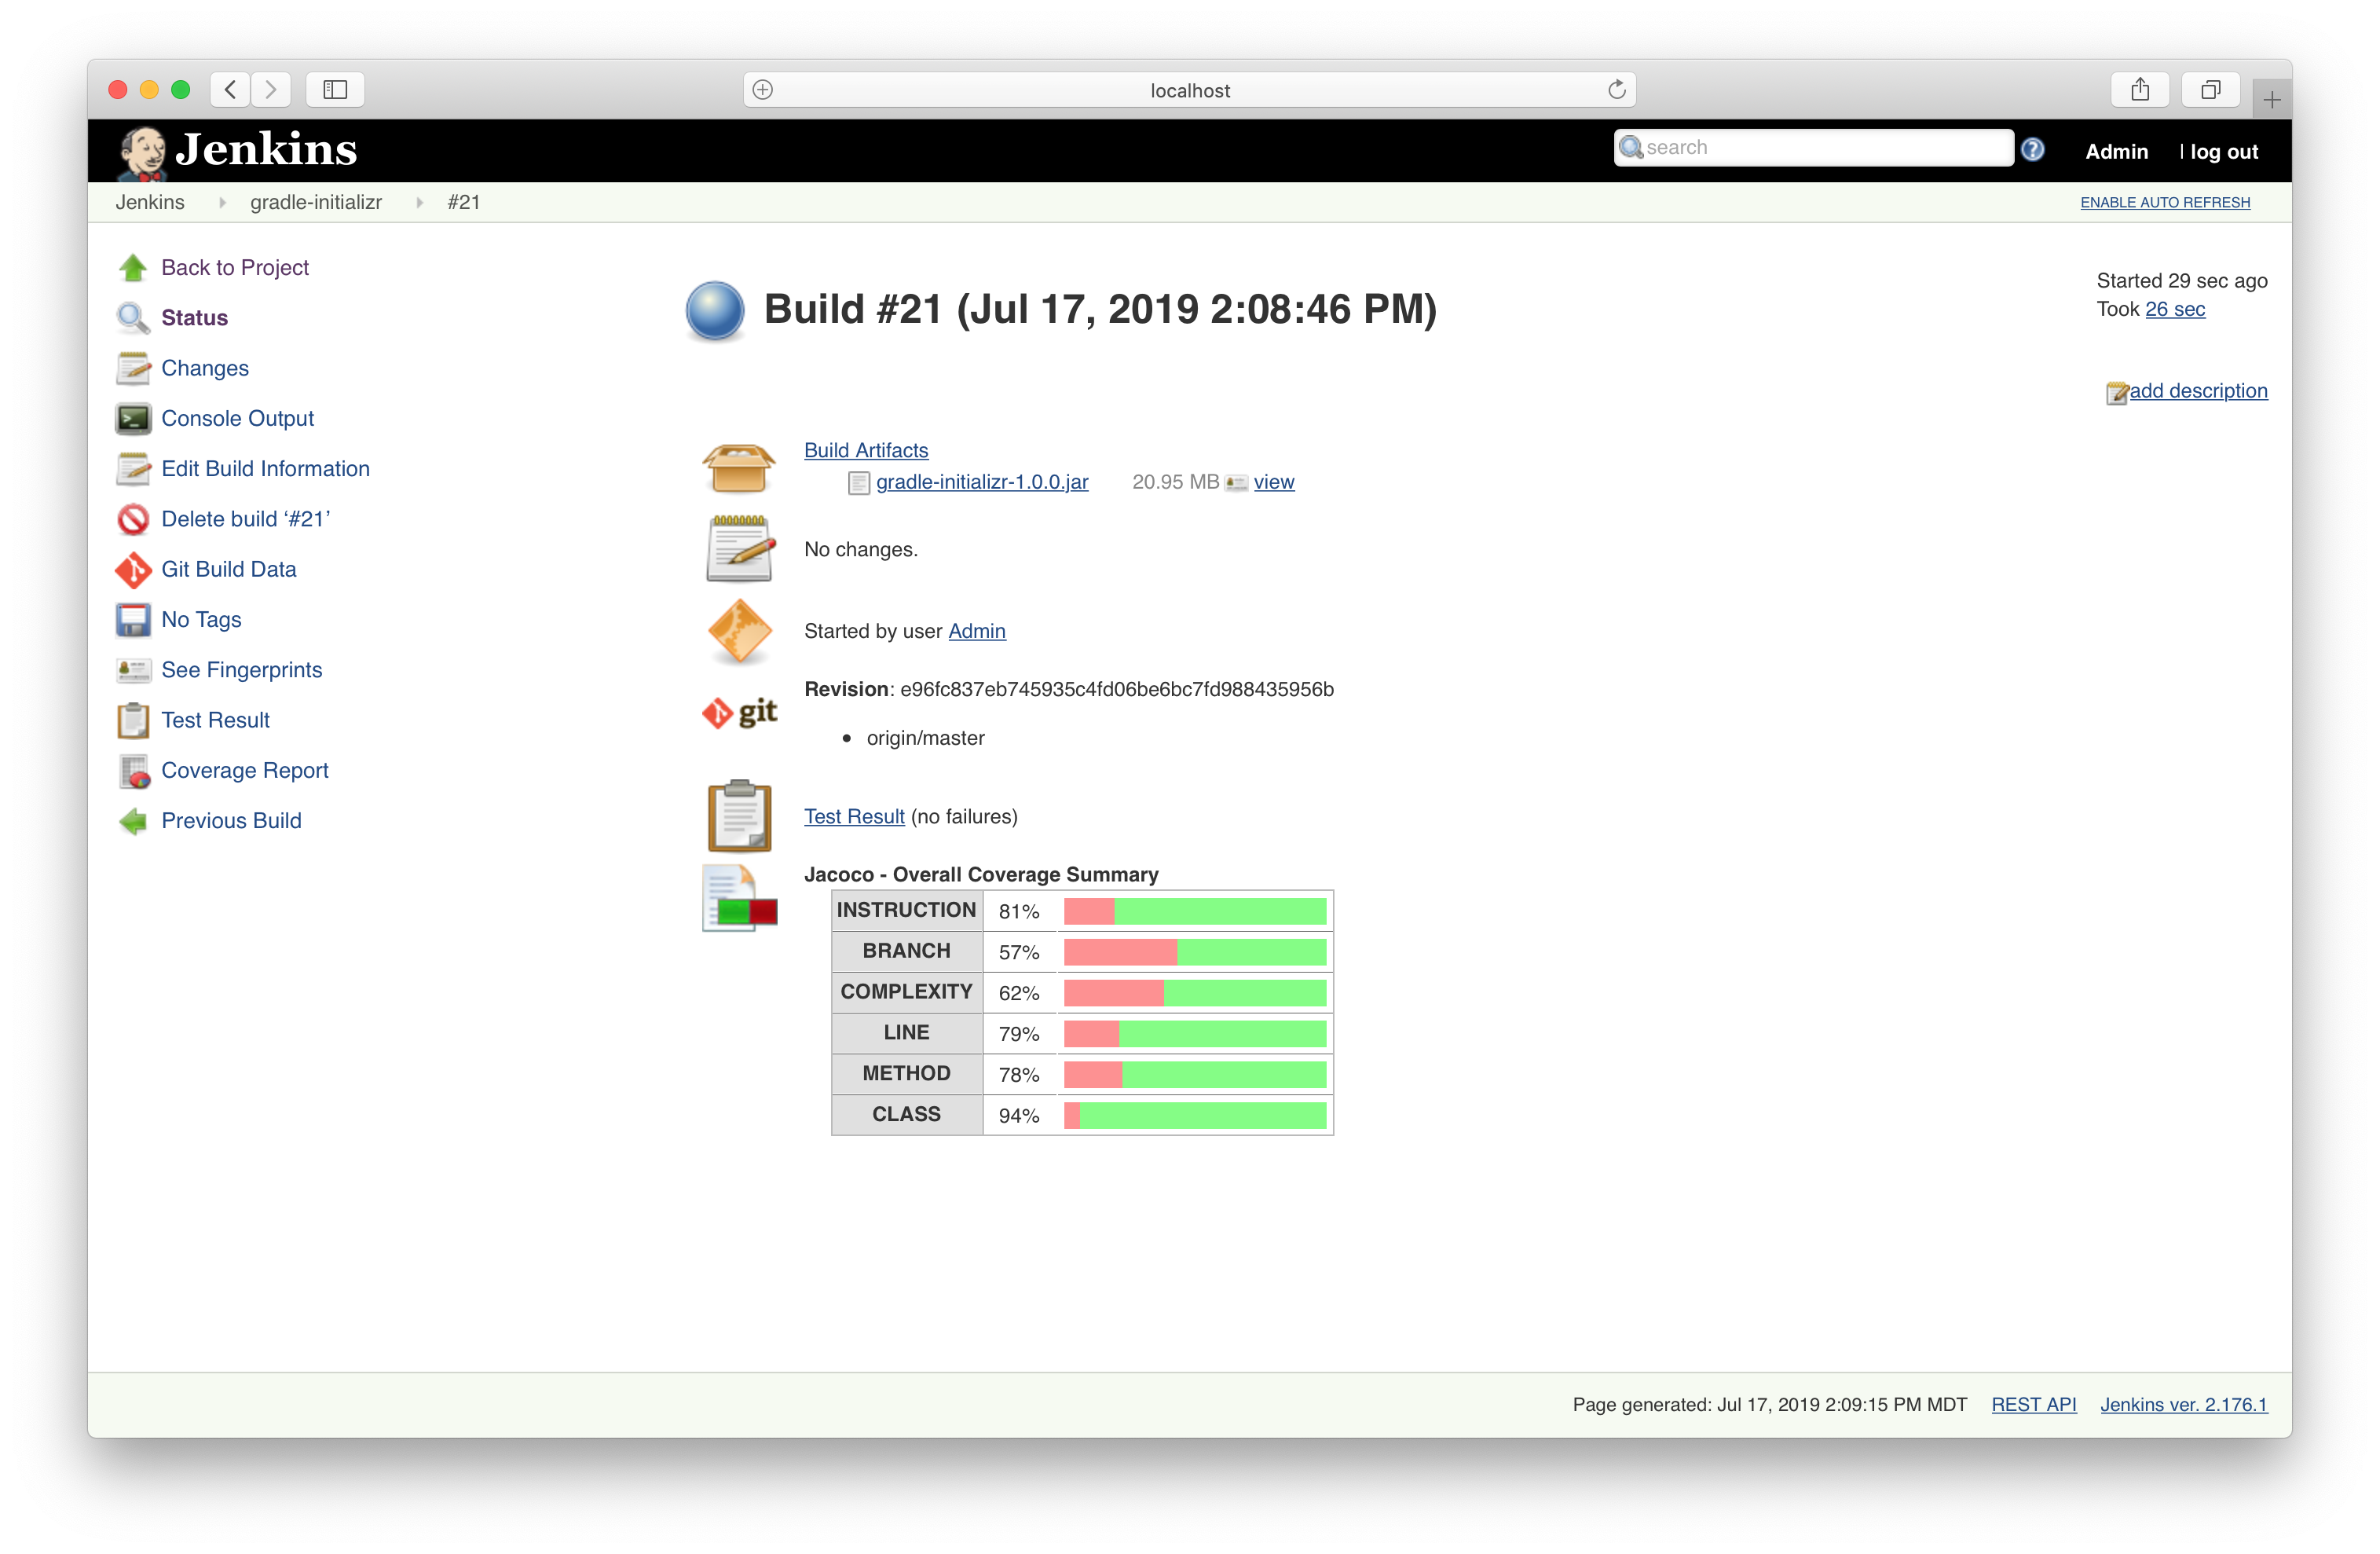 localhost
Jenkins
search
Admin | log out
Jenkins gradle-initializr #21
ENABLE AUTO REFRESH
Back to Project
Status
Changes
Console Output
Edit Build Information
Delete build ‘#21’
Git Build Data
No Tags
See Fingerprints
Test Result
Coverage Report
Previous Build
Build #21 (Jul 17, 2019 2:08:46 PM)
Started 29 sec ago
Took 26 sec
add description
Build Artifacts
gradle-initializr-1.0.0.jar 20.95 MB view
No changes.
Started by user Admin
git
Revision: e96fc837eb745935c4fd06be6bc7fd988435956b
origin/master
Test Result (no failures)
Jacoco - Overall Coverage Summary
INSTRUCTION 81%
BRANCH 57%
COMPLEXITY 62%
LINE 79%
METHOD 78%
CLASS 94%
Page generated: Jul 17, 2019 2:09:15 PM MDT REST API Jenkins ver. 2.176.1